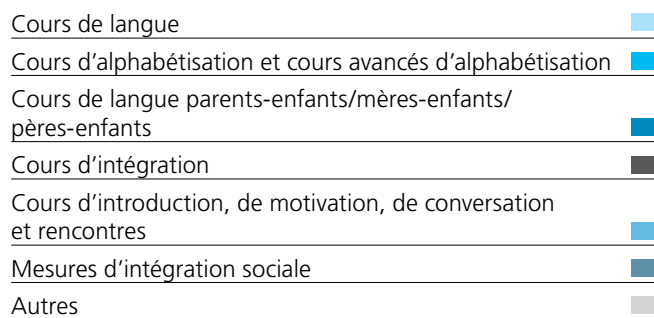 Cours de langue
Cours d’alphabétisation et cours avancés d’alphabétisation
Cours de langue parents-enfants/mères-enfants/
pères-enfants
Cours d’intégration
Cours d’introduction, de motivation, de conversation
et rencontres
Mesures d’intégration sociale
Autres